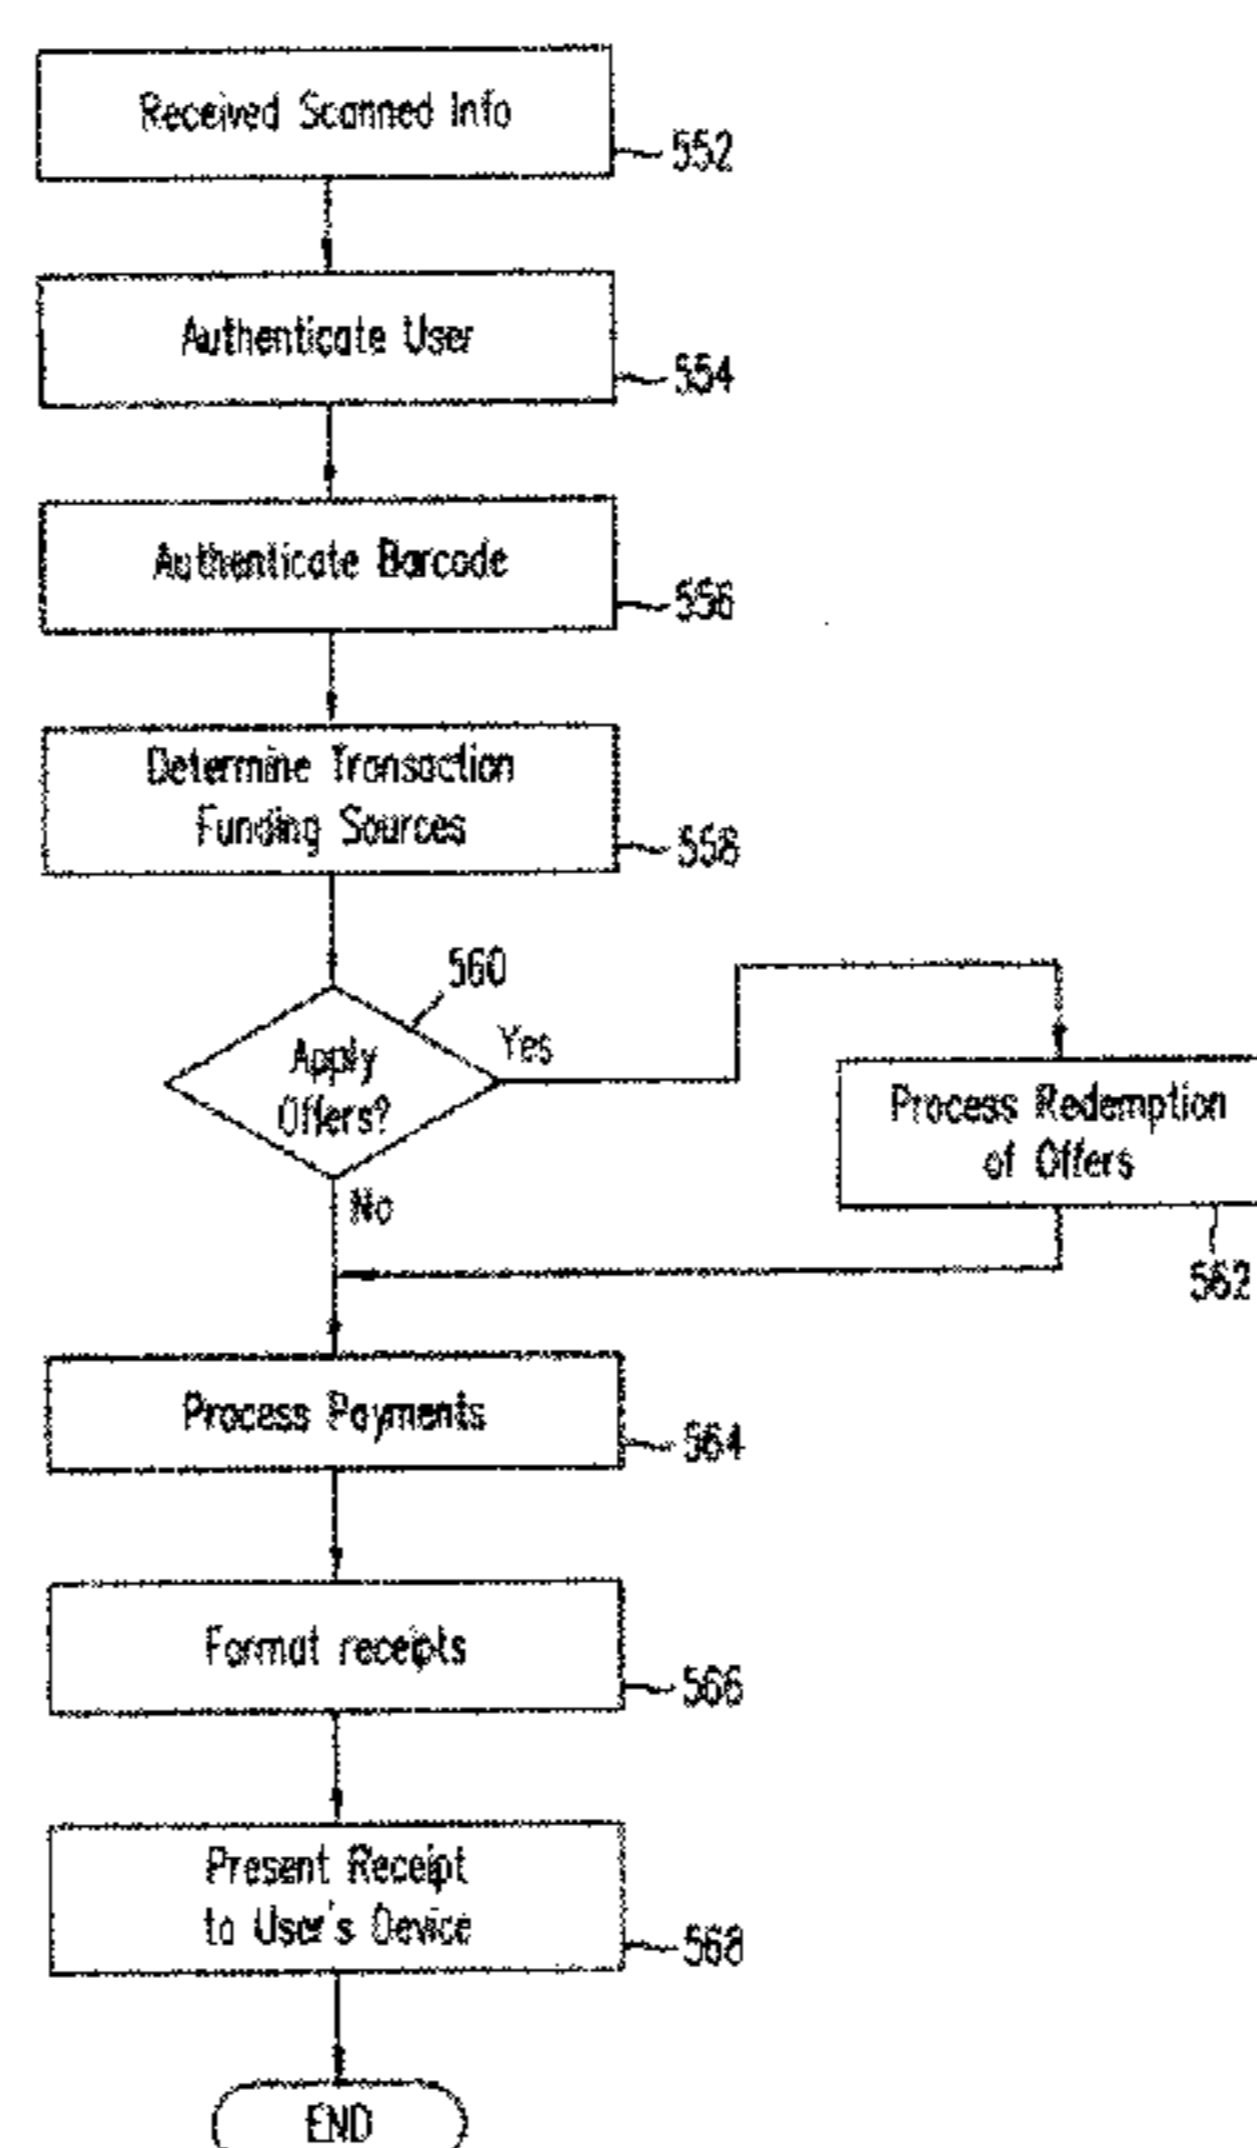 Received Scanned Info
552
Authenticate User
554
Authenticate Barcode
556
Determine Transaction
Funding Sources
558
560
Apply
Offers?
Yes
No
Process Redemption
of Offers
562
Process Payments
564
Format receipts
566
Present Receipt
to User's Device
568
END